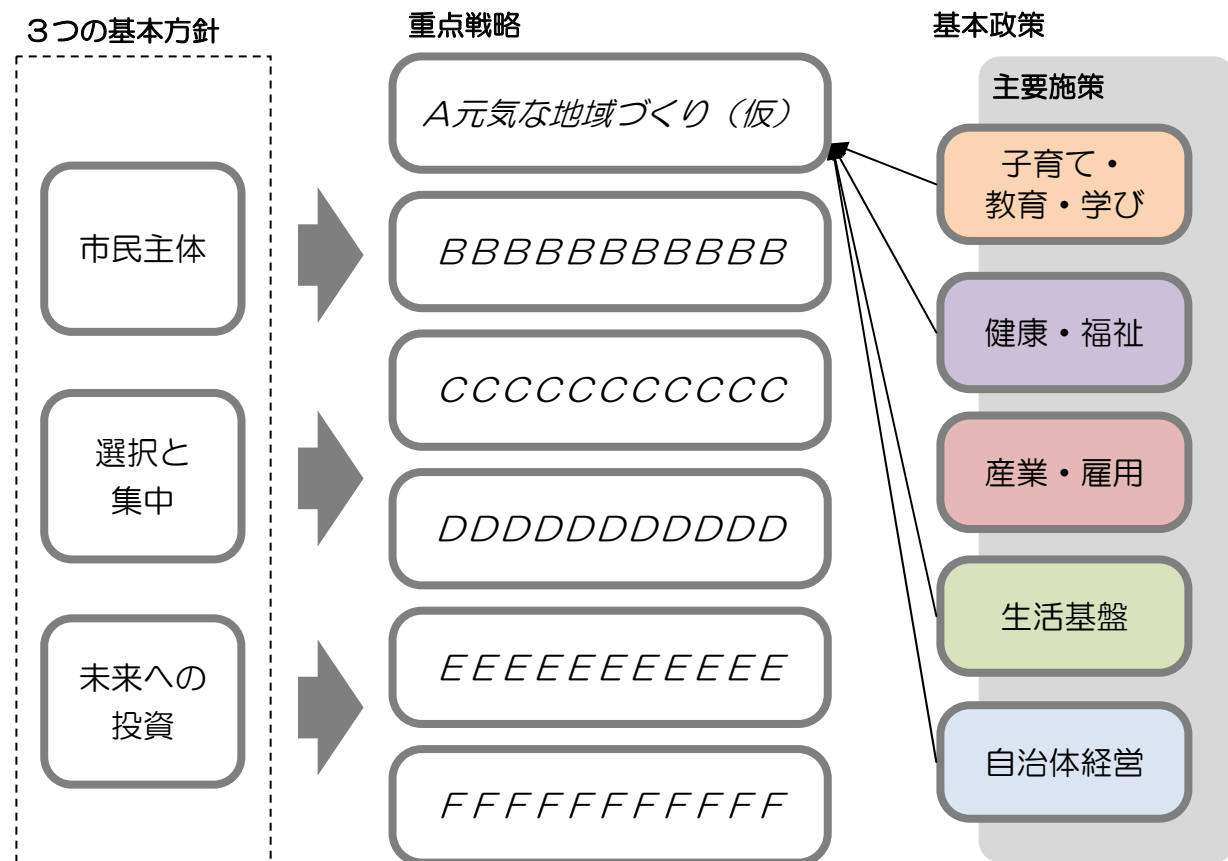 ３つの基本方針
市民主体
選択と
集中
未来への
投資
重点戦略
A元気な地域づくり（仮）
BBBBBBBBBBB
CCCCCCCCCCC
DDDDDDDDDDD
EEEEEEEEEEE
FFFFFFFFFFF
基本政策
主要施策
子育て・
教育・学び
健康・福祉
産業・雇用
生活基盤
自治体経営